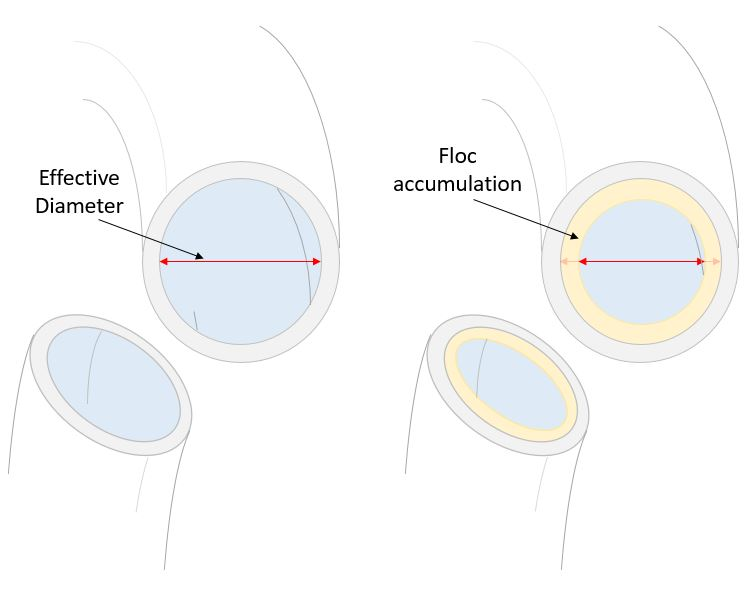 Effective
Diameter
Floc
accumulation